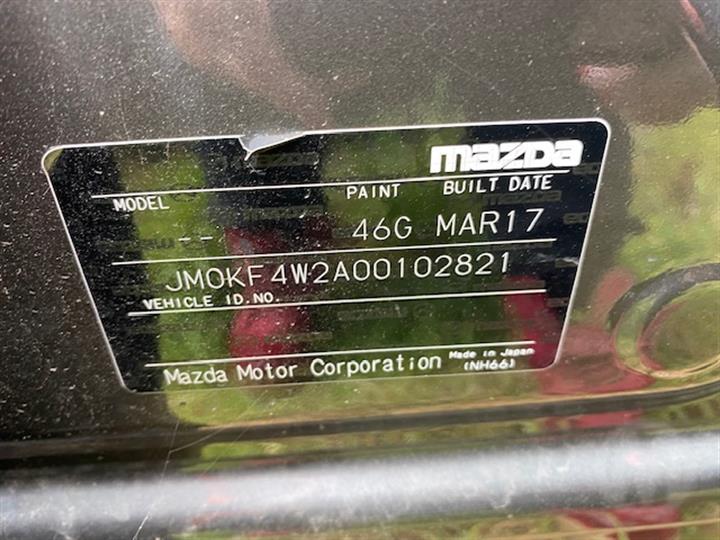 mazda
MODEL PAINT BUILT DATE
-- 46G MAR17
JM0KF4W2A00102821
VEHICLE ID.NO.
Mazda Motor Corporation Made in Japan
(NH66)